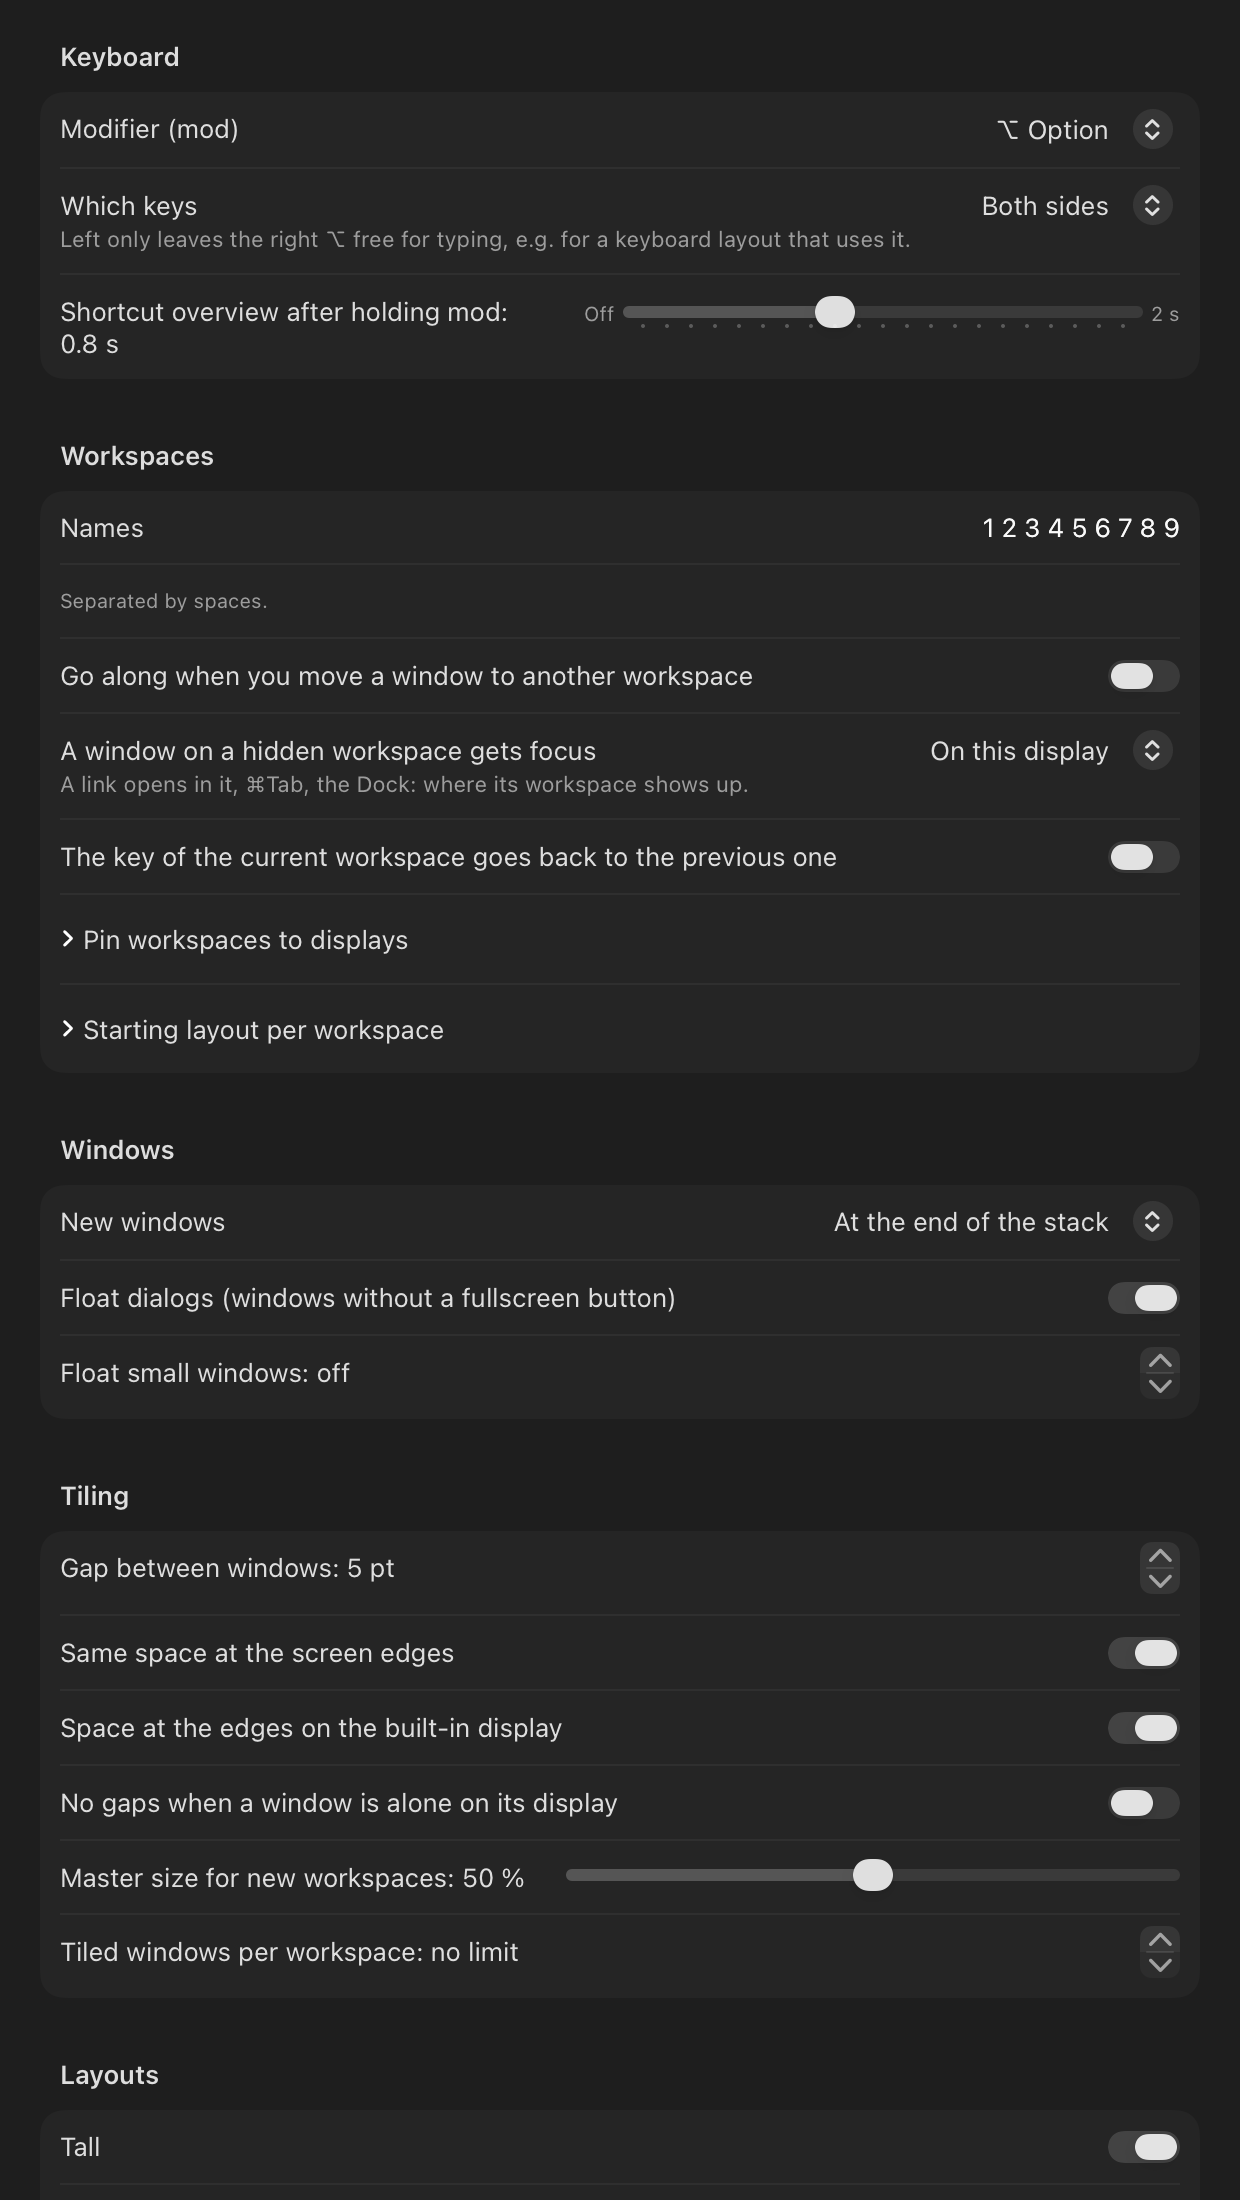 Keyboard
Modifier (mod)
⌥ Option
Which keys
Both sides
Left only leaves the right ⌥ free for typing, e.g. for a keyboard layout that uses it.
Shortcut overview after holding mod:
0.8 s
Off
2 s
Workspaces
Names
1 2 3 4 5 6 7 8 9
Separated by spaces.
Go along when you move a window to another workspace
A window on a hidden workspace gets focus
On this display
A link opens in it, ⌘Tab, the Dock: where its workspace shows up.
The key of the current workspace goes back to the previous one
Pin workspaces to displays
Starting layout per workspace
Windows
New windows
At the end of the stack
Float dialogs (windows without a fullscreen button)
Float small windows: off
Tiling
Gap between windows: 5 pt
Same space at the screen edges
Space at the edges on the built-in display
No gaps when a window is alone on its display
Master size for new workspaces: 50 %
Tiled windows per workspace: no limit
Layouts
Tall